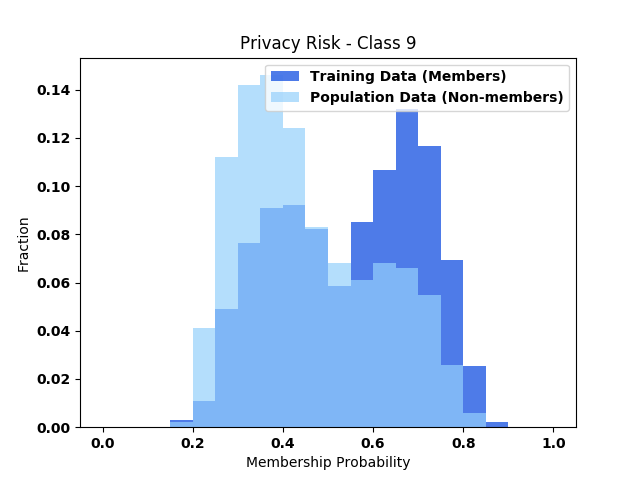 Privacy Risk - Class 9
Training Data (Members)
Population Data (Non-members)
0.14
0.12
0.10
0.08
0.06
0.04
0.02
0.00
Fraction
0.0 0.2 0.4 0.6 0.8 1.0
Membership Probability